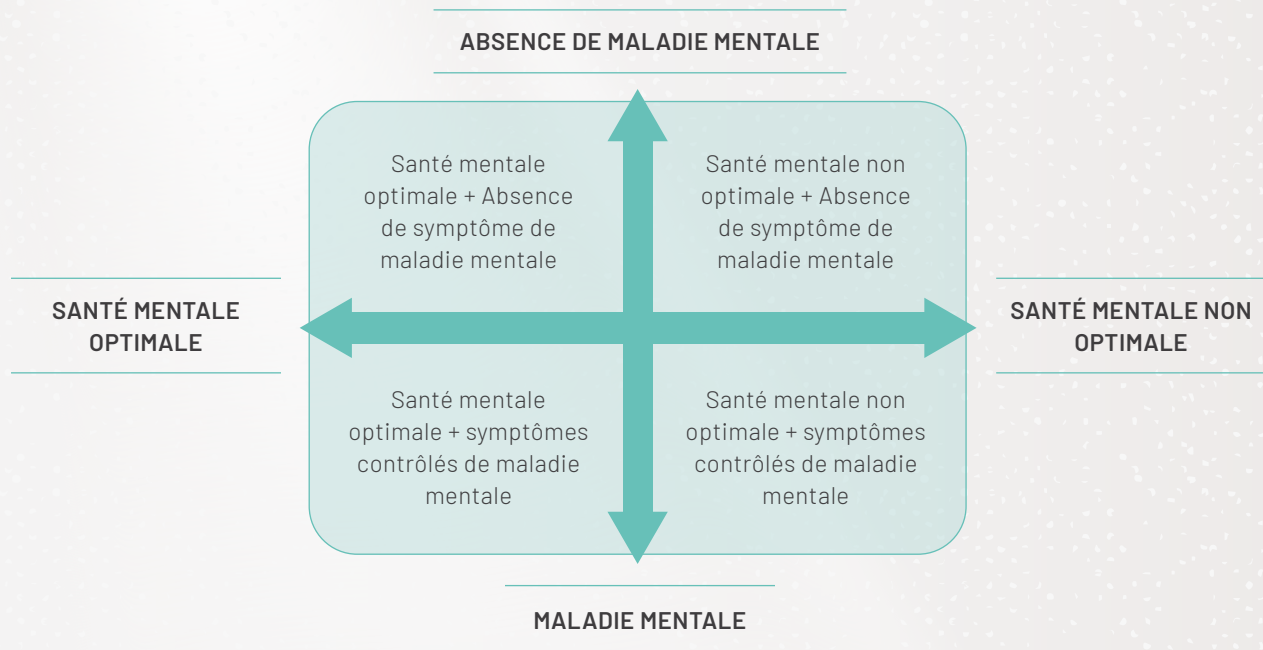 ABSENCE DE MALADIE MENTALE
Santé mentale
optimale + Absence
de symptôme de
maladie mentale
Santé mentale non
optimale + Absence
de symptôme de
maladie mentale
SANTÉ MENTALE
OPTIMALE
SANTÉ MENTALE NON
OPTIMALE
Santé mentale
optimale + symptômes
contrôlés de maladie
mentale
Santé mentale non
optimale + symptômes
contrôlés de maladie
mentale
MALADIE MENTALE